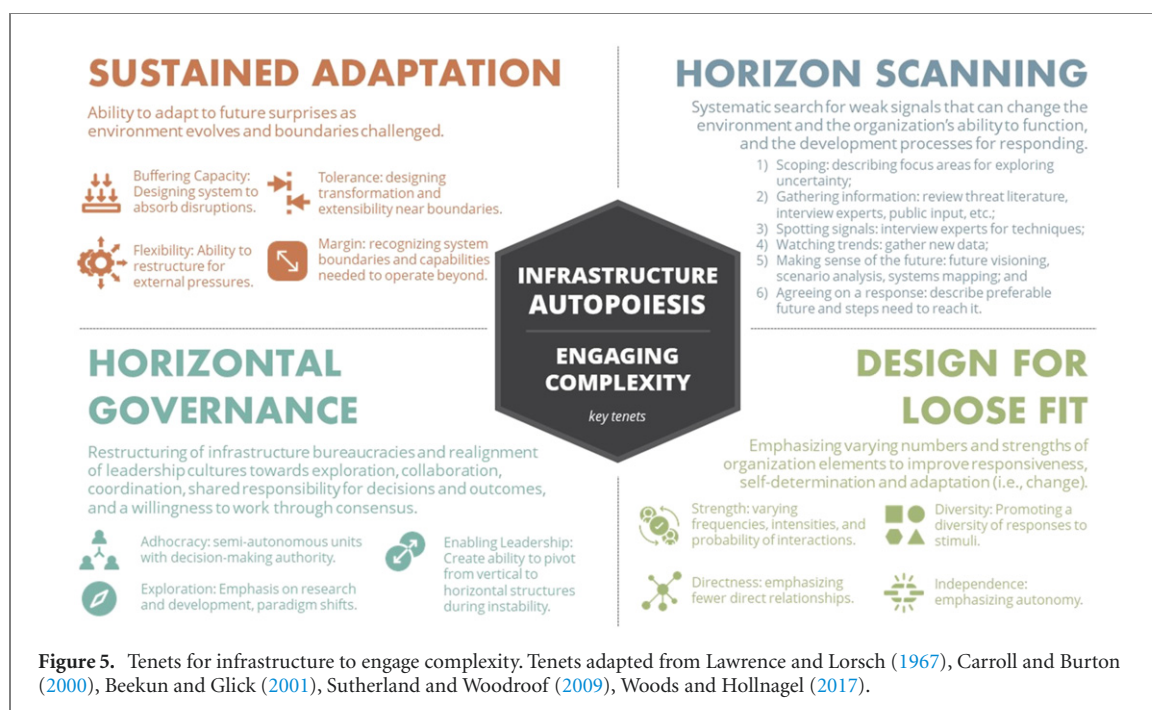 SUSTAINED ADAPTATION
Ability to adapt to future surprises as
environment evolves and boundaries challenged.
Buffering Capacity:
Designing system to
absorb disruptions.
Tolerance: designing
transformation and
extensibility near boundaries.
Flexibility: Ability to
restructure for
external pressures.
Margin: recognizing system
boundaries and capabilities
needed to operate beyond.
HORIZON SCANNING
Systematic search for weak signals that can change the
environment and the organization's ability to function,
and the development processes for responding.
1) Scoping: describing focus areas for exploring
uncertainty;
2) Gathering information: review threat literature,
interview experts, public input, etc.;
3) Spotting signals: interview experts for techniques;
4) Watching trends: gather new data;
5) Making sense of the future: future visioning,
scenario analysis, systems mapping; and
6) Agreeing on a response: describe preferable
future and steps need to reach it.
INFRASTRUCTURE
AUTOPOIESIS
ENGAGING
COMPLEXITY
key tenets
HORIZONTAL
GOVERNANCE
Restructuring of infrastructure bureaucracies and realignment
of leadership cultures towards exploration, collaboration,
coordination, shared responsibility for decisions and outcomes,
and a willingness to work through consensus.
Adhocracy: semi-autonomous units
with decision-making authority.
Exploration: Emphasis on research
and development, paradigm shifts.
Enabling Leadership:
Create ability to pivot
from vertical to
horizontal structures
during instability.
DESIGN FOR
LOOSE FIT
Emphasizing varying numbers and strengths of
organization elements to improve responsiveness,
self-determination and adaptation (i.e., change).
Strength: varying
frequencies, intensities, and
probability of interactions.
Diversity: Promoting a
diversity of responses to
stimuli.
Directness: emphasizing
fewer direct relationships.
Independence:
emphasizing autonomy.
Figure 5. Tenets for infrastructure to engage complexity. Tenets adapted from Lawrence and Lorsch (1967), Carroll and Burton
(2000), Beekun and Glick (2001), Sutherland and Woodroof (2009), Woods and Hollnagel (2017).